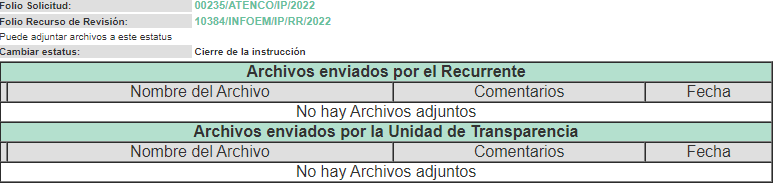 Folio Solicitud: 00235/ATENCO/IP/2022
Folio Recurso de Revisión: 10384/INFOEM/IP/RR/2022
Puede adjuntar archivos a este estatus
Cambiar estatus: Cierre de la instrucción
Archivos enviados por el Recurrente
Nombre del Archivo Comentarios Fecha
No hay Archivos adjuntos
Archivos enviados por la Unidad de Transparencia
Nombre del Archivo Comentarios Fecha
No hay Archivos adjuntos